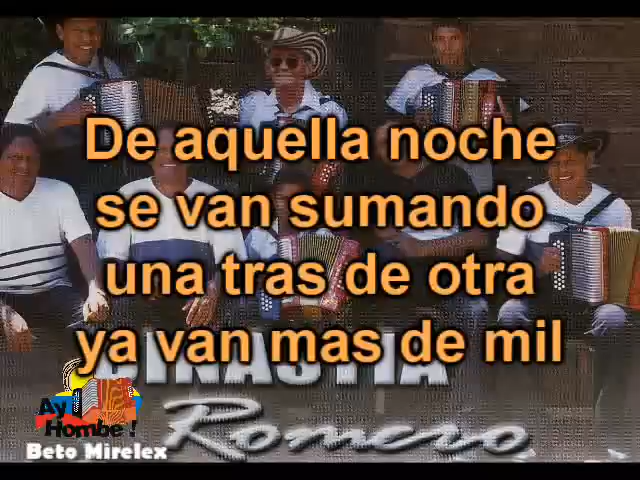 De aquella noche
se van sumando
una tras de otra
ya van mas de mil
DINASTIA
Romero
Ay
Hombe !
Beto Mirelex